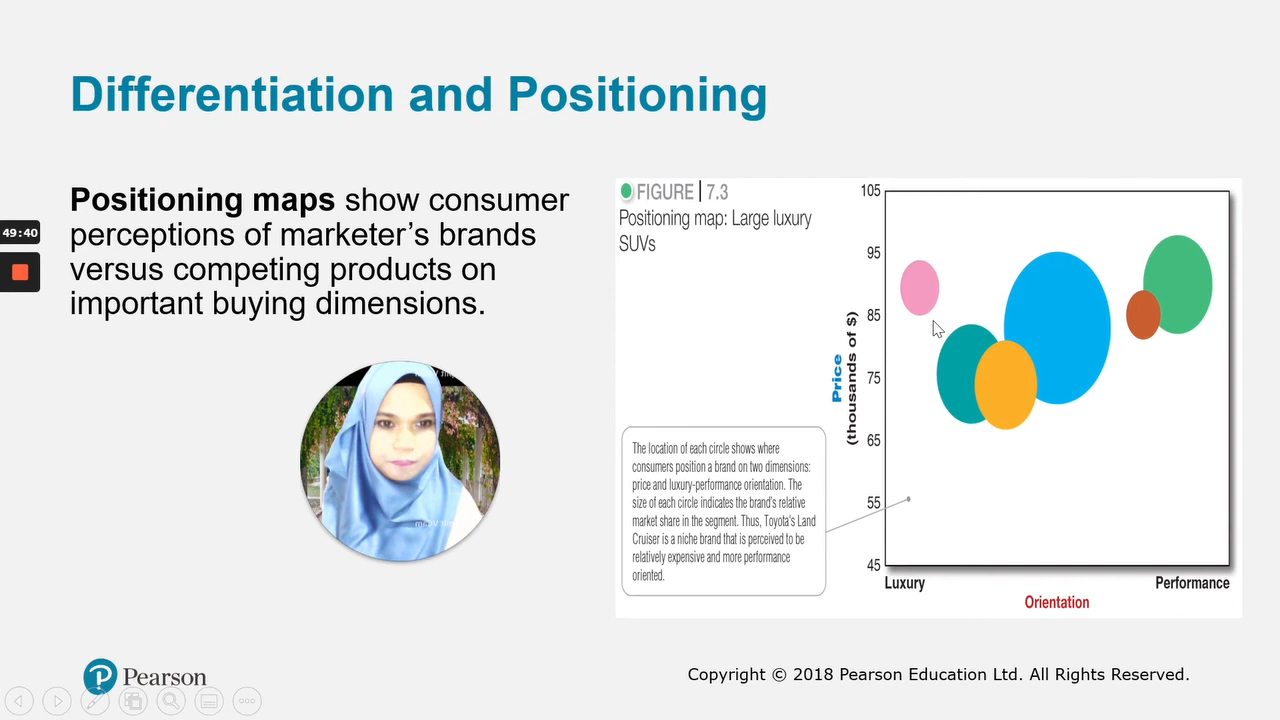 Differentiation and Positioning
Positioning maps show consumer
perceptions of marketer's brands
versus competing products on
important buying dimensions.
49:40
FIGURE | 7.3
Positioning map: Large luxury
SUVs
The location of each circle shows where
consumers position a brand on two dimensions:
price and luxury-performance orientation. The
size of each circle indicates the brand's relative
market share in the segment. Thus, Toyota's Land
Cruiser is a niche brand that is perceived to be
relatively expensive and more performance
oriented.
105
95
85
75
65
55
45
Price
(thousands of $)
Luxury
Performance
Orientation
P Pearson
Copyright © 2018 Pearson Education Ltd. All Rights Reserved.